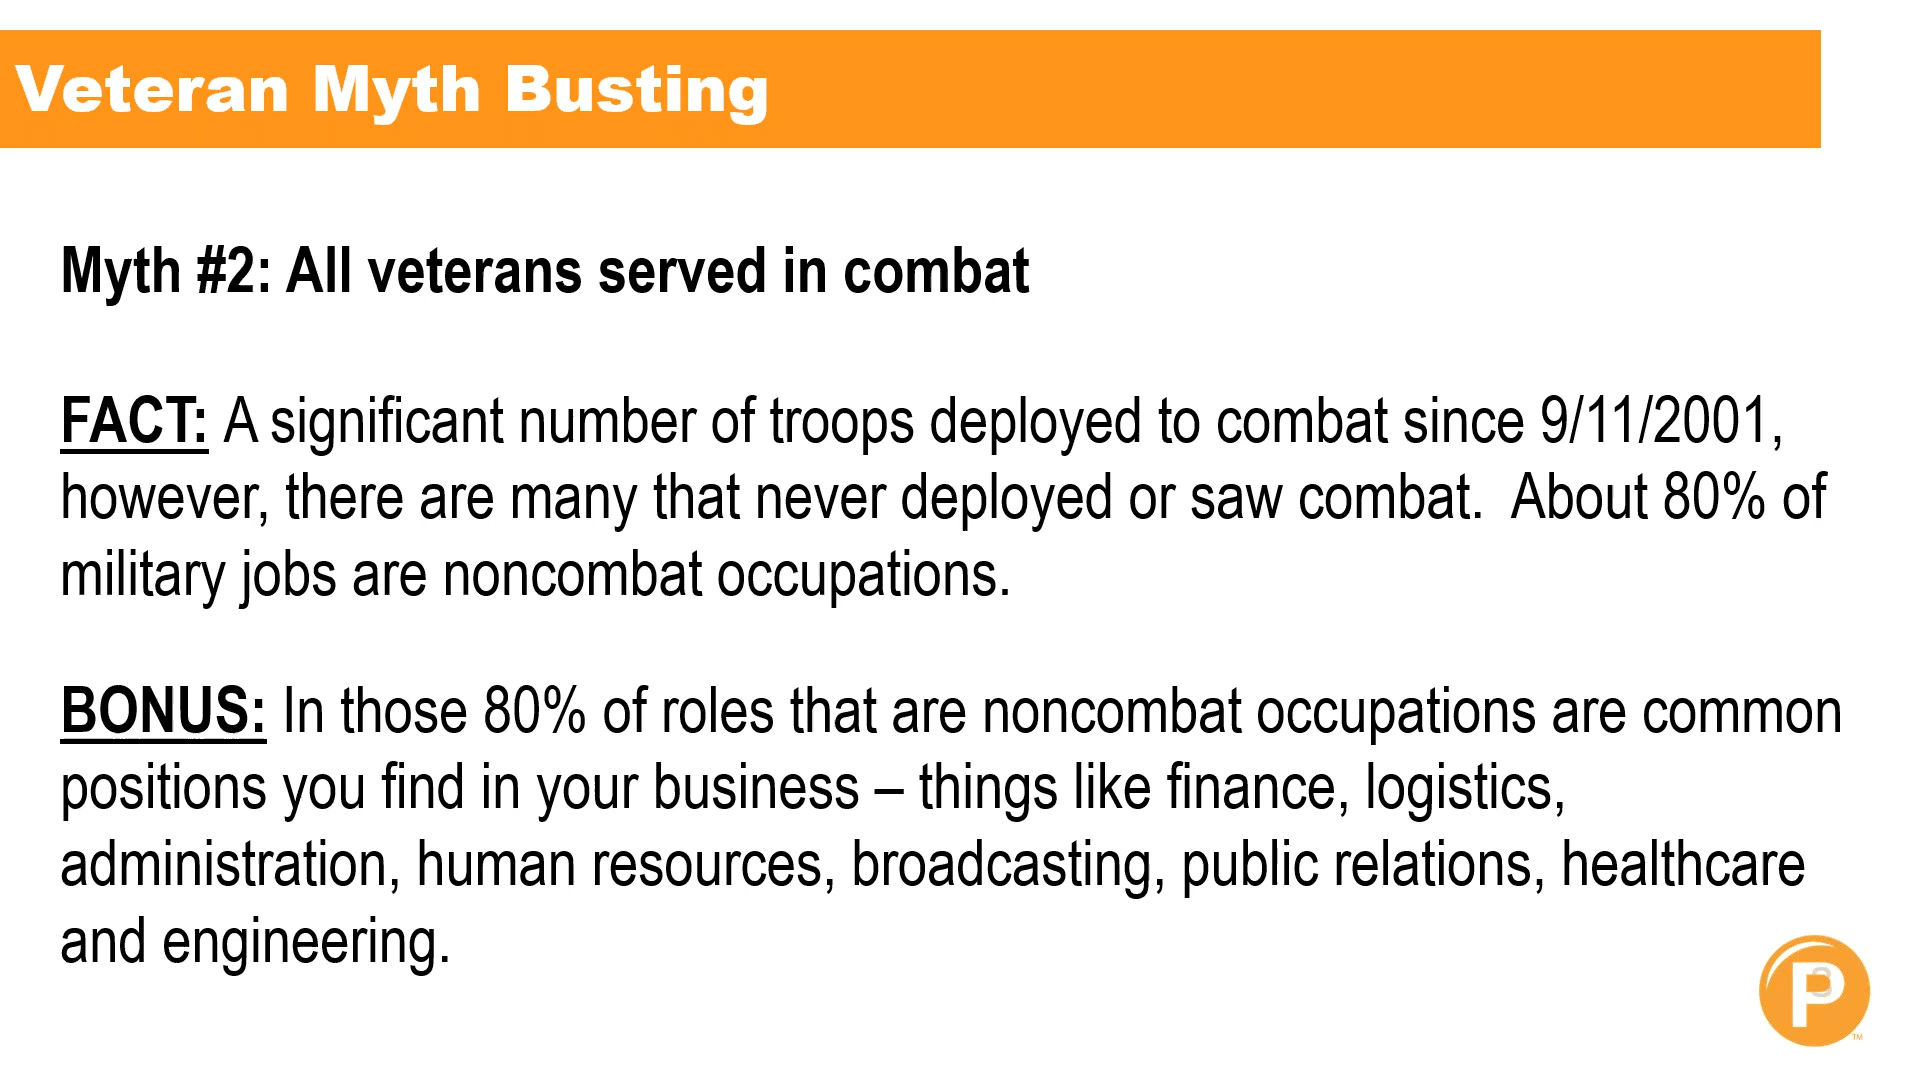 Veteran Myth Busting
Myth #2: All veterans served in combat
FACT: A significant number of troops deployed to combat since 9/11/2001,
however, there are many that never deployed or saw combat.  About 80% of
military jobs are noncombat occupations.
BONUS: In those 80% of roles that are noncombat occupations are common
positions you find in your business – things like finance, logistics,
administration, human resources, broadcasting, public relations, healthcare
and engineering.
P3
TM